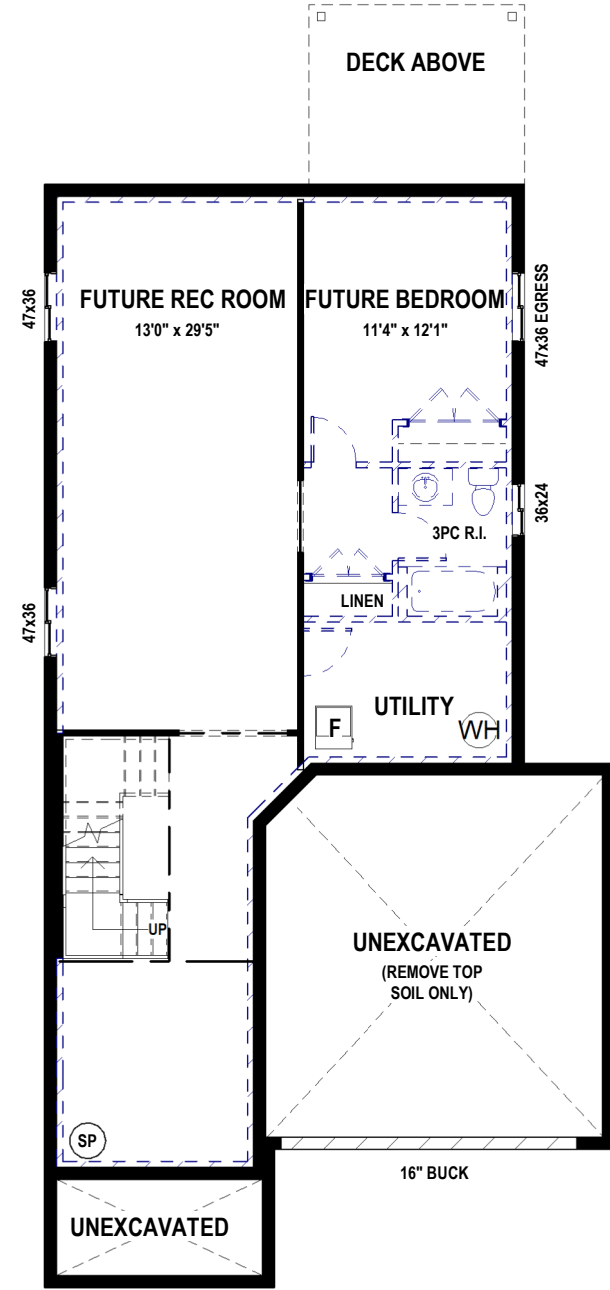 DECK ABOVE
47x36
FUTURE REC ROOM
13'0" x 29'5"
FUTURE BEDROOM
11'4" x 12'1"
47x36 EGRESS
36x24
3PC R.I.
47x36
LINEN
UTILITY
F
WH
UP
UNEXCAVATED
(REMOVE TOP
SOIL ONLY)
SP
16" BUCK
UNEXCAVATED